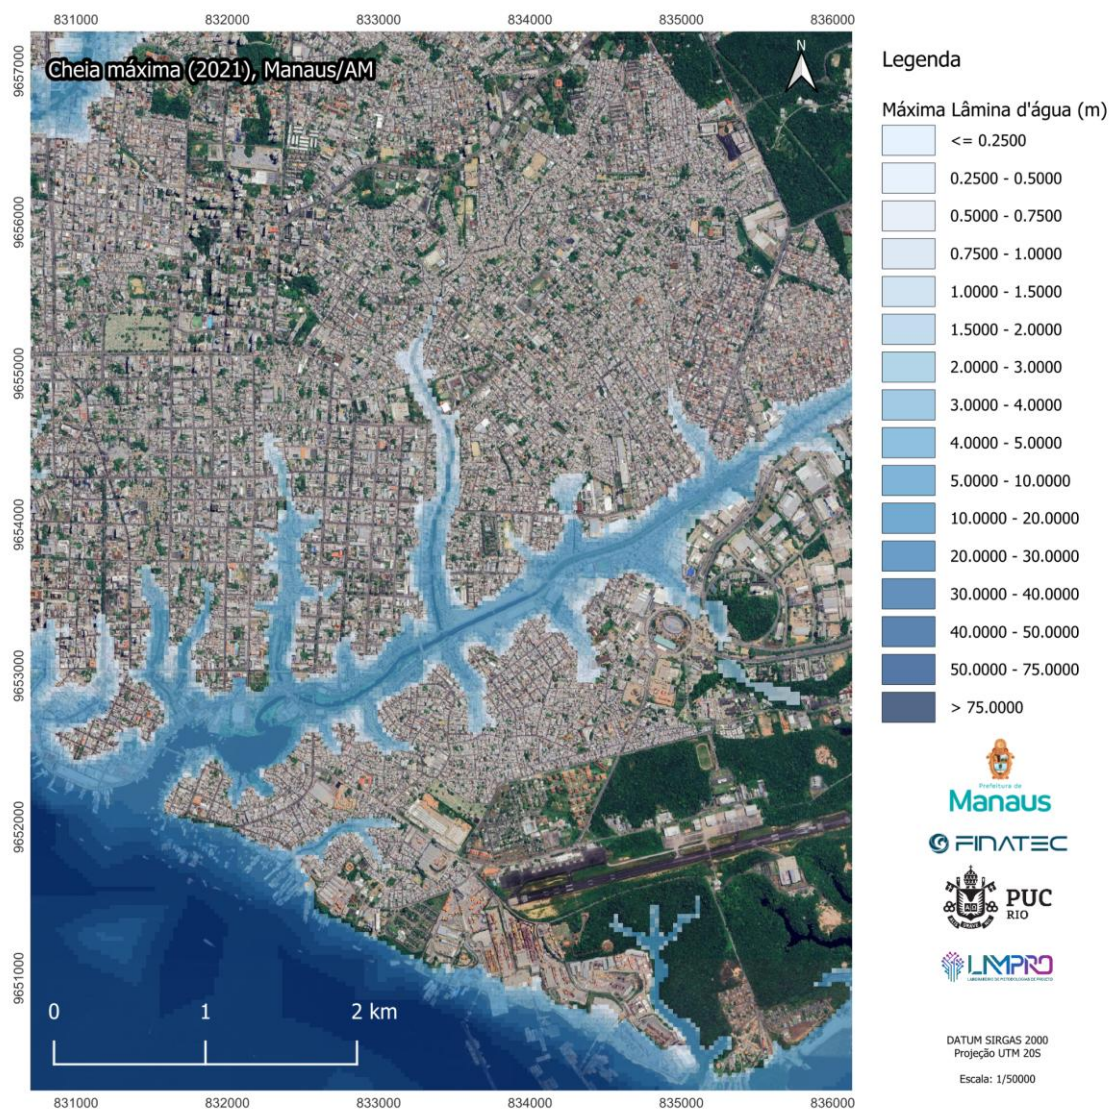 831000 832000 833000 834000 835000 836000
9657000
9656000
9655000
9654000
9653000
9652000
9651000
Cheia máxima (2021), Manaus/AM
N
0 1 2 km
831000 832000 833000 834000 835000 836000
Legenda
Máxima Lâmina d'água (m)
<= 0.2500
0.2500 - 0.5000
0.5000 - 0.7500
0.7500 - 1.0000
1.0000 - 1.5000
1.5000 - 2.0000
2.0000 - 3.0000
3.0000 - 4.0000
4.0000 - 5.0000
5.0000 - 10.0000
10.0000 - 20.0000
20.0000 - 30.0000
30.0000 - 40.0000
40.0000 - 50.0000
50.0000 - 75.0000
> 75.0000
Prefeitura de
Manaus
FINATEC
PUC
RIO
LMPRO
DATUM SIRGAS 2000
Projeção UTM 20S
Escala: 1/50000